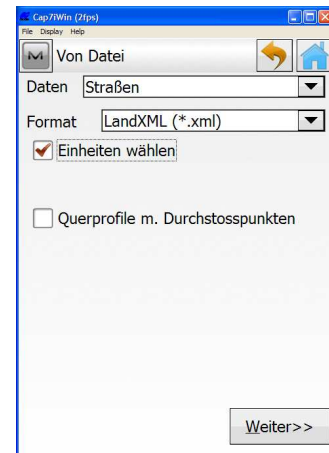 Cap7iWin (2fps)
File Display Help
M Von Datei
Daten Straßen
Format LandXML (*.xml)
Einheiten wählen
Querprofile m. Durchstosspunkten
Weiter>>